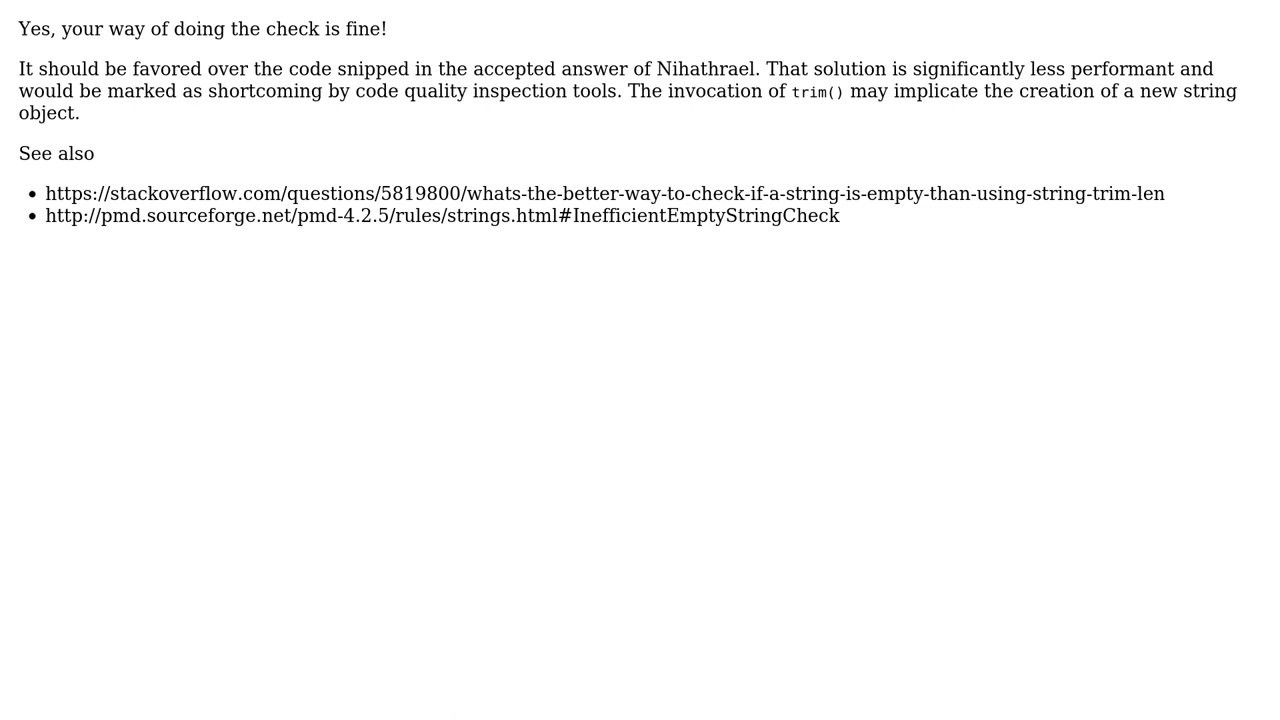 Yes, your way of doing the check is fine!
It should be favored over the code snipped in the accepted answer of Nihathrael. That solution is significantly less performant and
would be marked as shortcoming by code quality inspection tools. The invocation of trim() may implicate the creation of a new string
object.
See also
• https://stackoverflow.com/questions/5819800/whats-the-better-way-to-check-if-a-string-is-empty-than-using-string-trim-len
• http://pmd.sourceforge.net/pmd-4.2.5/rules/strings.html#InefficientEmptyStringCheck